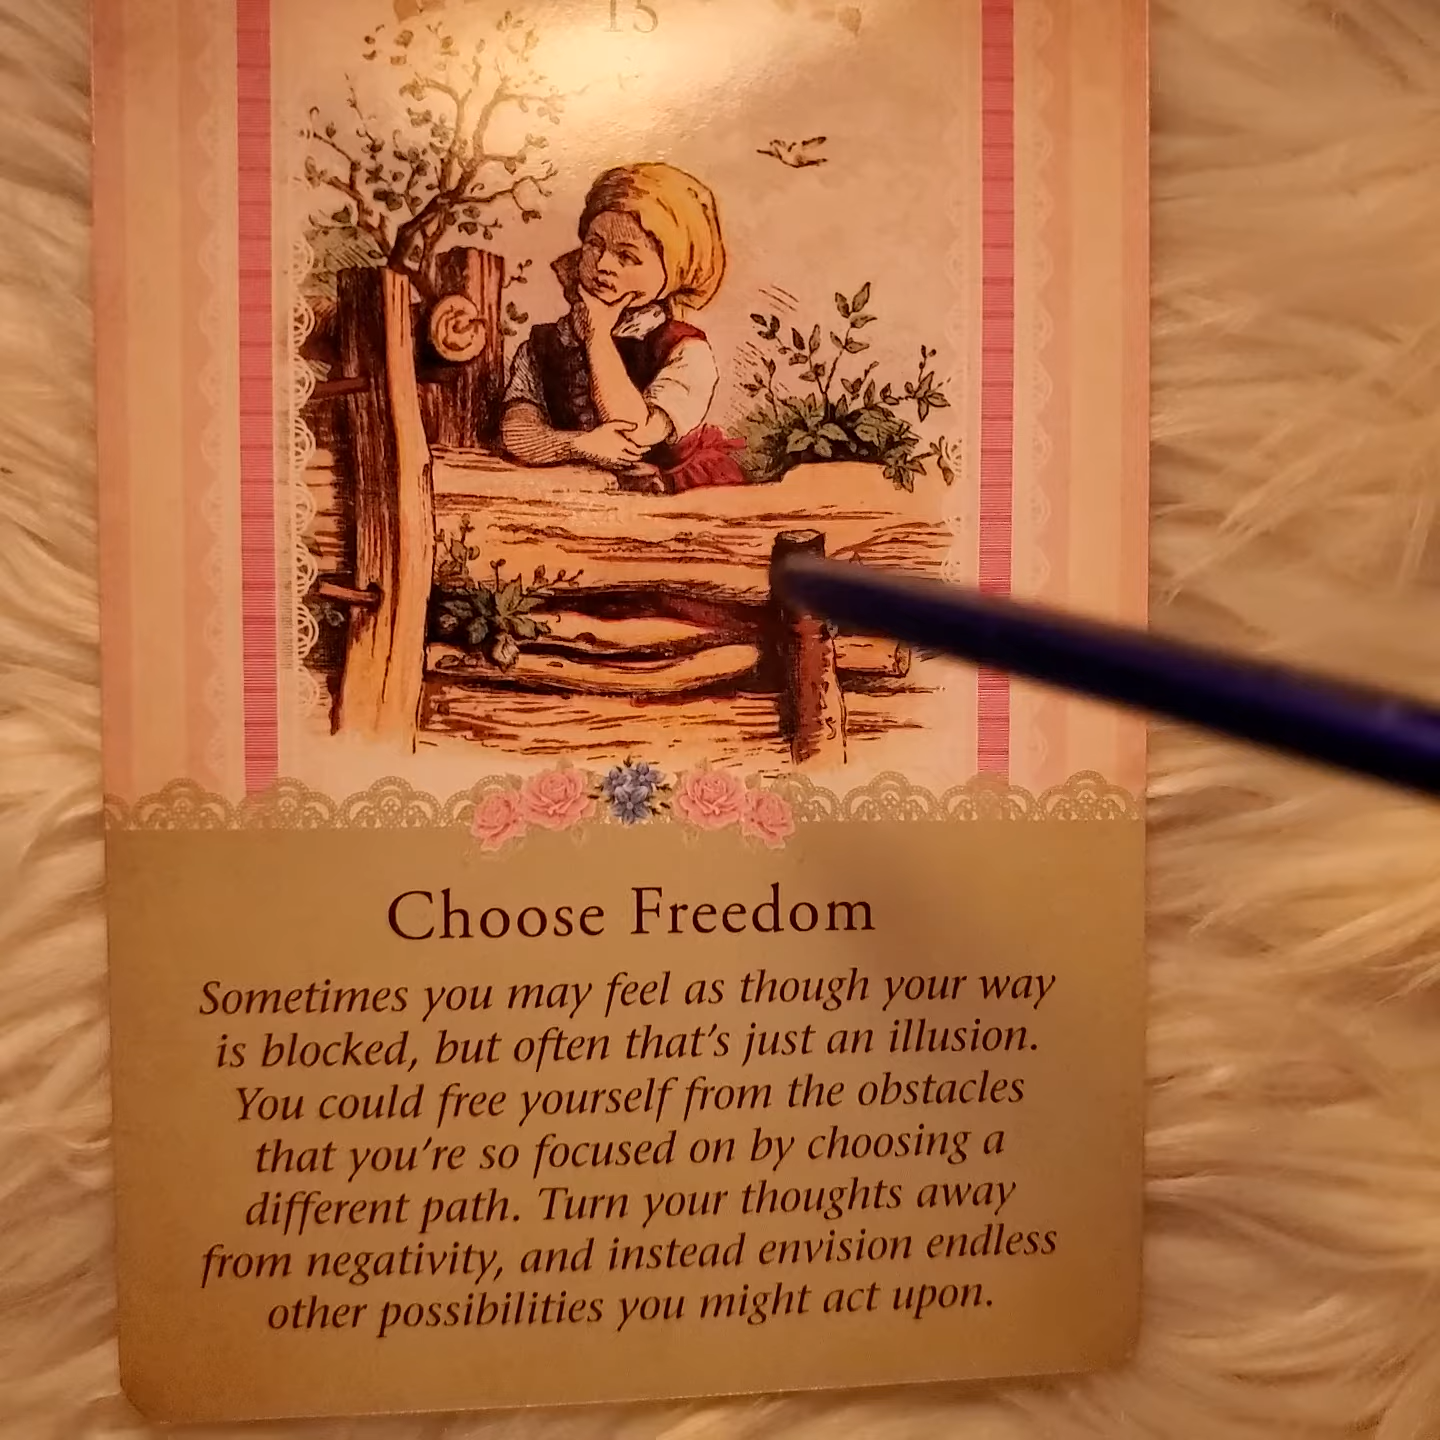 15
Choose Freedom
Sometimes you may feel as though your way
is blocked, but often that's just an illusion.
You could free yourself from the obstacles
that you're so focused on by choosing a
different path. Turn your thoughts away
from negativity, and instead envision endless
other possibilities you might act upon.